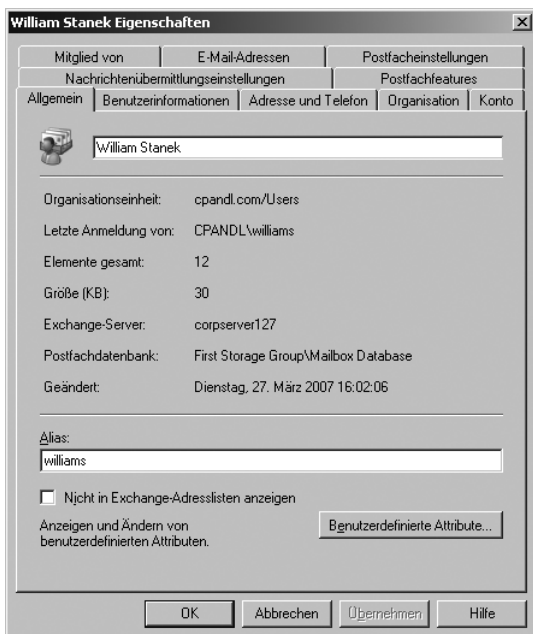 William Stanek Eigenschaften
Mitglied von E-Mail-Adressen Postfacheinstellungen
Nachrichtenübermittlungseinstellungen Postfachfeatures
Allgemein Benutzerinformationen Adresse und Telefon Organisation Konto
William Stanek
Organisationseinheit: cpandl.com/Users
Letzte Anmeldung von: CPANDL\williams
Elemente gesamt: 12
Größe (KB): 30
Exchange-Server: corpserver127
Postfachdatenbank: First Storage Group\Mailbox Database
Geändert: Dienstag, 27. März 2007 16:02:06
Alias:
williams
Nicht in Exchange-Adresslisten anzeigen
Anzeigen und Ändern von
benutzerdefinierten Attributen.
Benutzerdefinierte Attribute...
OK Abbrechen Übernehmen Hilfe